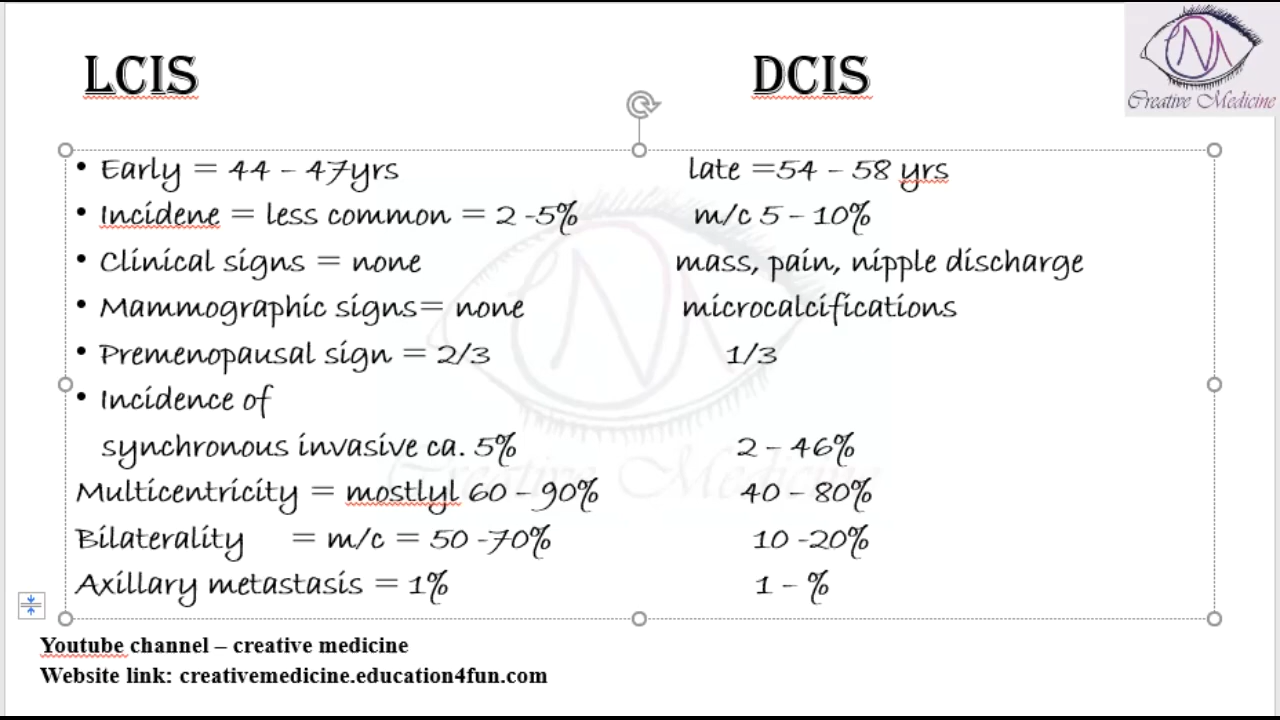 LCIS DCIS
Creative Medicine
• Early = 44 – 47yrs late =54 – 58 yrs
• Incidene = less common = 2 -5% m/c 5 – 10%
• Clinical signs = none mass, pain, nipple discharge
• Mammographic signs= none microcalcifications
• Premenopausal sign = 2/3 1/3
• Incidence of
synchronous invasive ca. 5% 2 – 46%
Multicentricity = mostlyl 60 – 90% 40 – 80%
Bilaterality = m/c = 50 -70% 10 -20%
Axillary metastasis = 1% 1 - %
Creative Medicine
Youtube channel – creative medicine
Website link: creativemedicine.education4fun.com